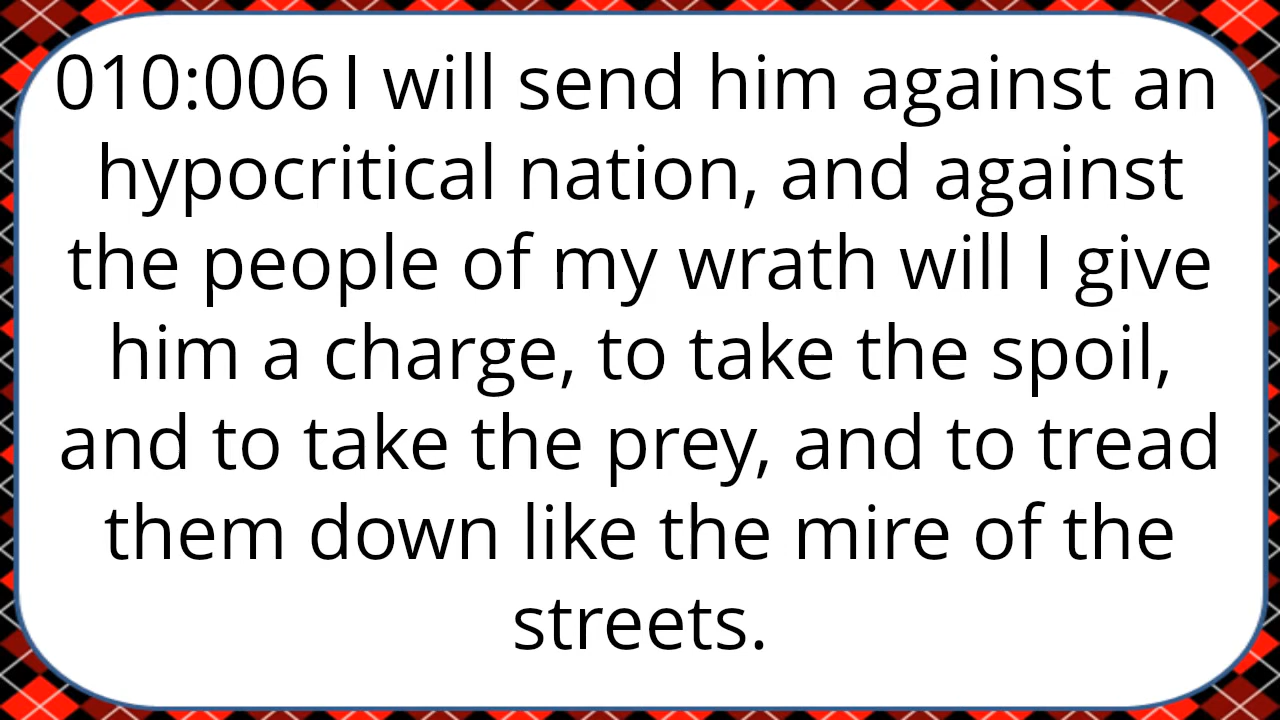 010:006 I will send him against an
hypocritical nation, and against
the people of my wrath will I give
him a charge, to take the spoil,
and to take the prey, and to tread
them down like the mire of the
streets.